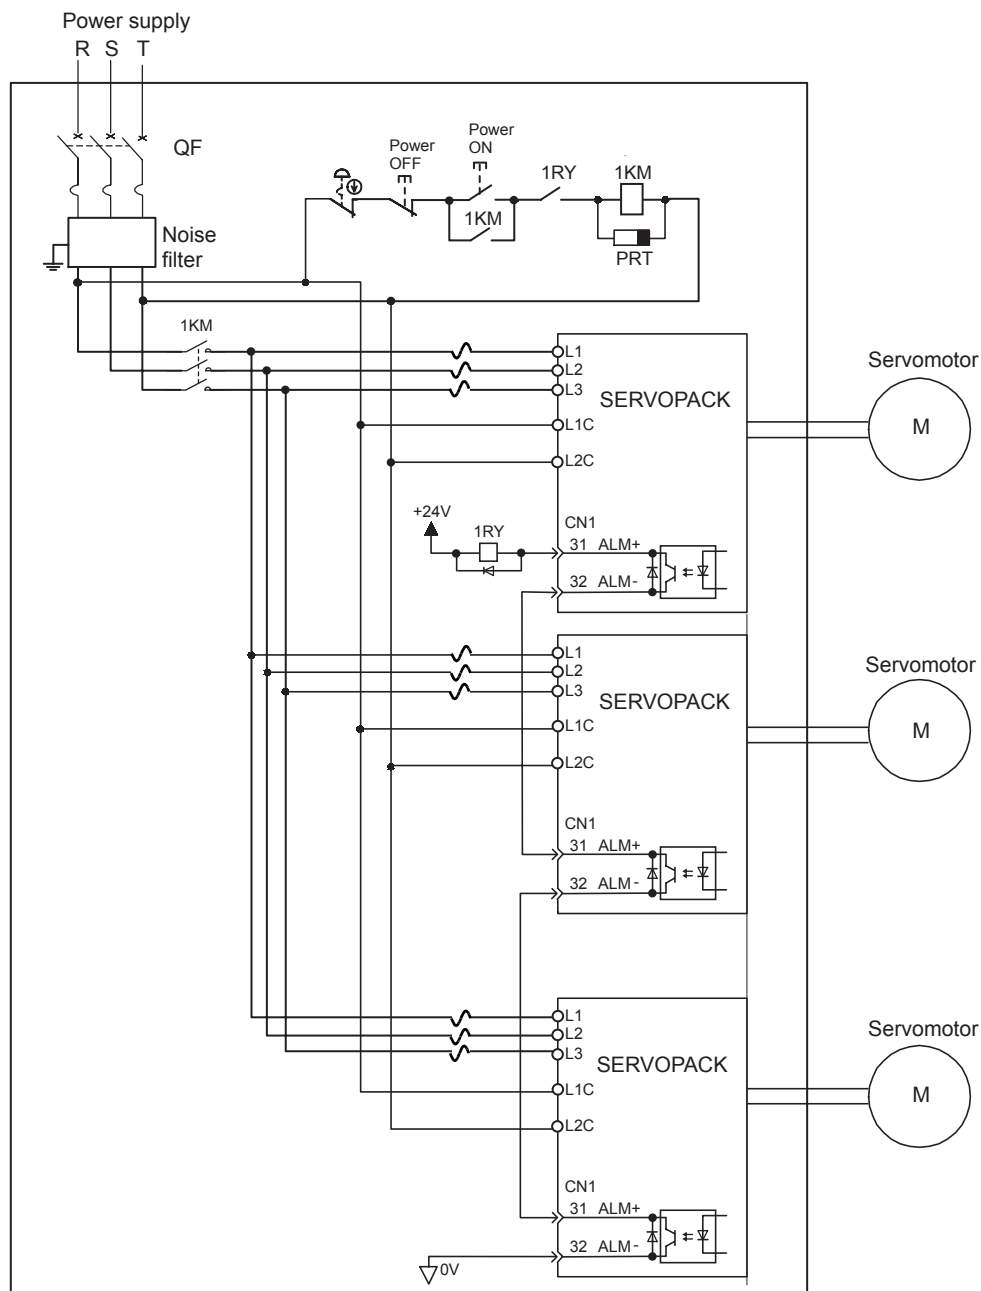 Power supply
R S T
QF
Power
OFF
Power
ON
1RY
1KM
1KM
PRT
Noise
filter
1KM
L1
L2
L3
SERVOPACK
L1C
L2C
Servomotor
M
+24V
1RY
CN1
31 ALM+
32 ALM-
L1
L2
L3
SERVOPACK
L1C
L2C
Servomotor
M
CN1
31 ALM+
32 ALM-
L1
L2
L3
SERVOPACK
L1C
L2C
Servomotor
M
CN1
31 ALM+
32 ALM-
0V